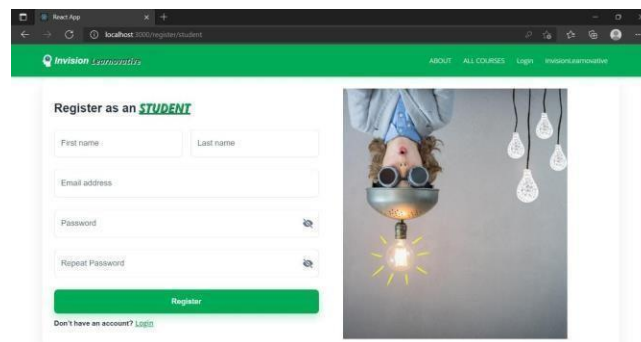 React App
localhost:3000/register/student
Invision Learnovative
ABOUT ALL COURSES Login InvisionLearnovative
Register as an STUDENT
First name Last name
Email address
Password
Repeat Password
Register
Don't have an account? Login